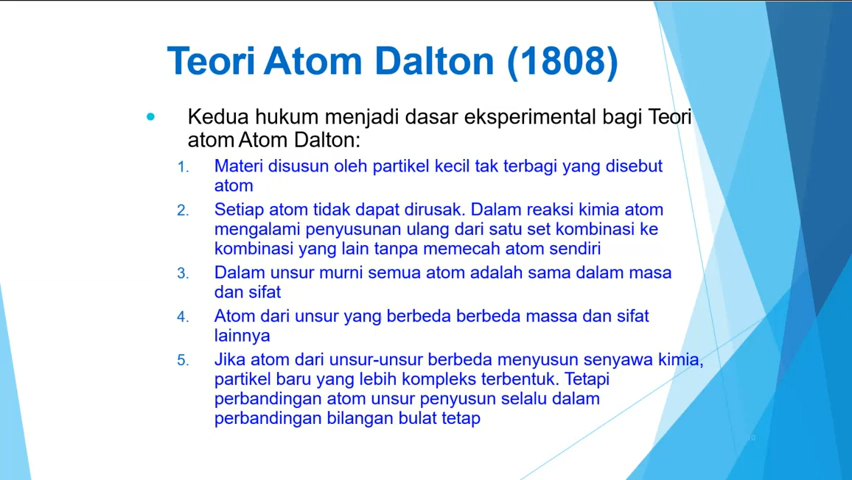 Teori Atom Dalton (1808)
• Kedua hukum menjadi dasar eksperimental bagi Teori
atom Atom Dalton:
1. Materi disusun oleh partikel kecil tak terbagi yang disebut
atom
2. Setiap atom tidak dapat dirusak. Dalam reaksi kimia atom
mengalami penyusunan ulang dari satu set kombinasi ke
kombinasi yang lain tanpa memecah atom sendiri
3. Dalam unsur murni semua atom adalah sama dalam masa
dan sifat
4. Atom dari unsur yang berbeda berbeda massa dan sifat
lainnya
5. Jika atom dari unsur-unsur berbeda menyusun senyawa kimia,
partikel baru yang lebih kompleks terbentuk. Tetapi
perbandingan atom unsur penyusun selalu dalam
perbandingan bilangan bulat tetap